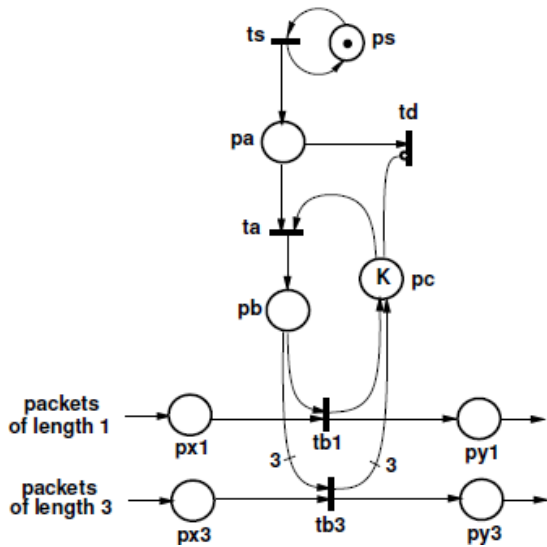 ts
ps
td
pa
ta
K
pc
pb
packets
of length 1
px1
tb1
py1
3
3
packets
of length 3
px3
tb3
py3